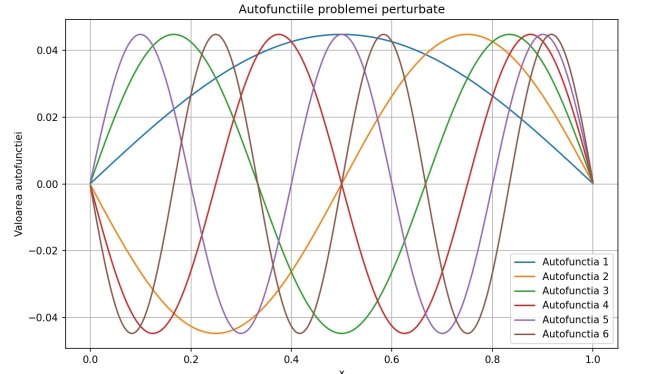 Autofunctiile problemei perturbate
Valoarea autofunctiei
0.04
0.02
0.00
−0.02
−0.04
0.0
0.2
0.4
0.6
0.8
1.0
x
Autofunctia 1
Autofunctia 2
Autofunctia 3
Autofunctia 4
Autofunctia 5
Autofunctia 6